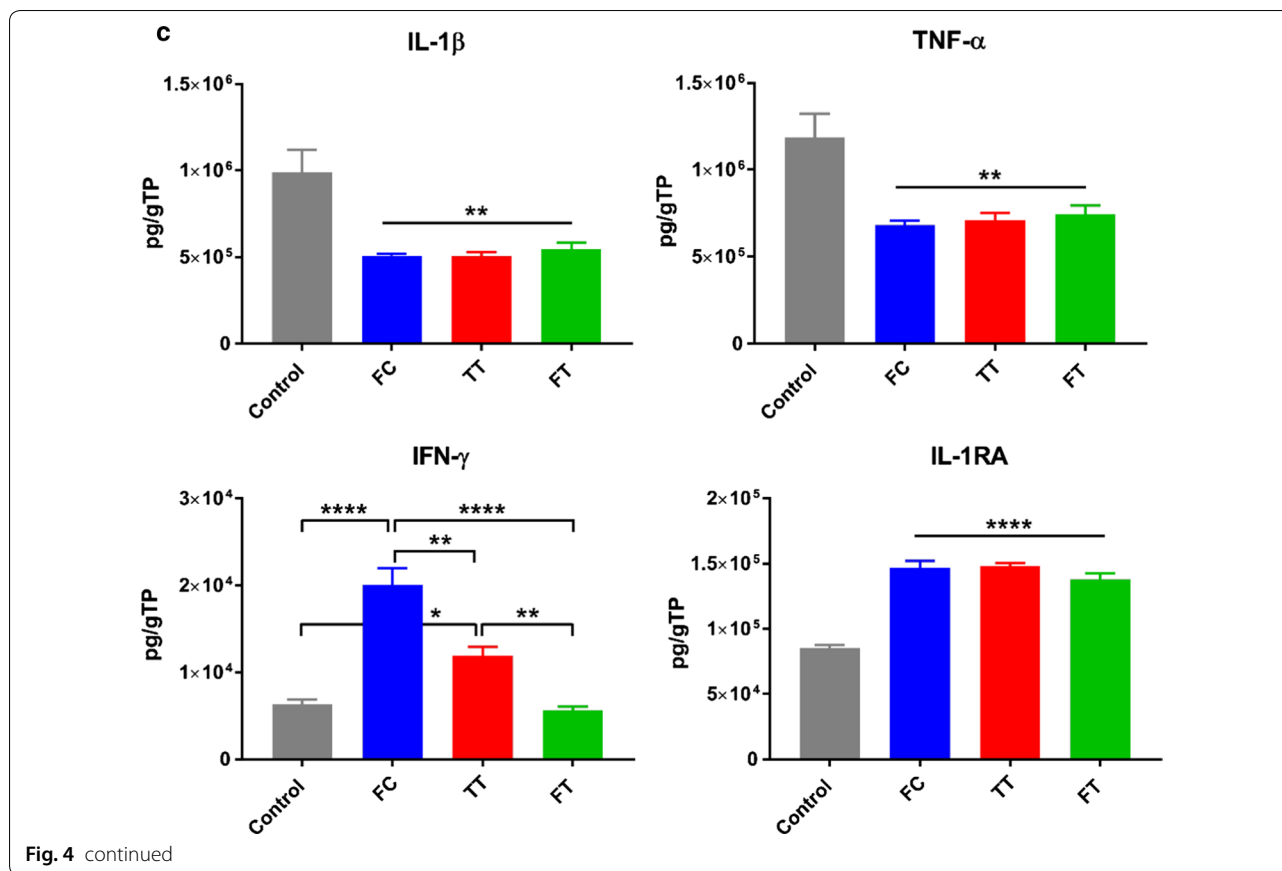 c
IL-1β
1.5×10⁶
1×10⁶
5×10⁵
0
pg/gTP
**
Control
FC
TT
FT
TNF-α
1.5×10⁶
1×10⁶
5×10⁵
0
pg/gTP
**
Control
FC
TT
FT
IFN-γ
3×10⁴
2×10⁴
1×10⁴
0
pg/gTP
**** ****
**
* **
Control
FC
TT
FT
IL-1RA
2×10⁵
1.5×10⁵
1×10⁵
5×10⁴
0
pg/gTP
****
Control
FC
TT
FT
Fig. 4 continued